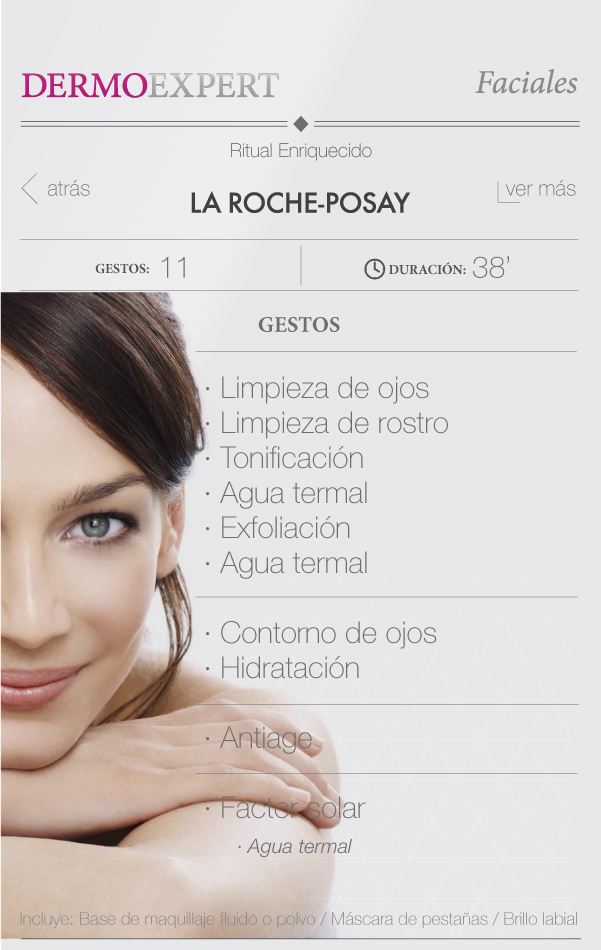 DERMOEXPERT
Faciales
Ritual Enriquecido
atrás
LA ROCHE-POSAY
ver más
GESTOS: 11
DURACIÓN: 38’
GESTOS
· Limpieza de ojos
· Limpieza de rostro
· Tonificación
· Agua termal
· Exfoliación
· Agua termal
· Contorno de ojos
· Hidratación
· Antiage
· Factor solar
· Agua termal
Incluye: Base de maquillaje fluido o polvo / Máscara de pestañas / Brillo labial